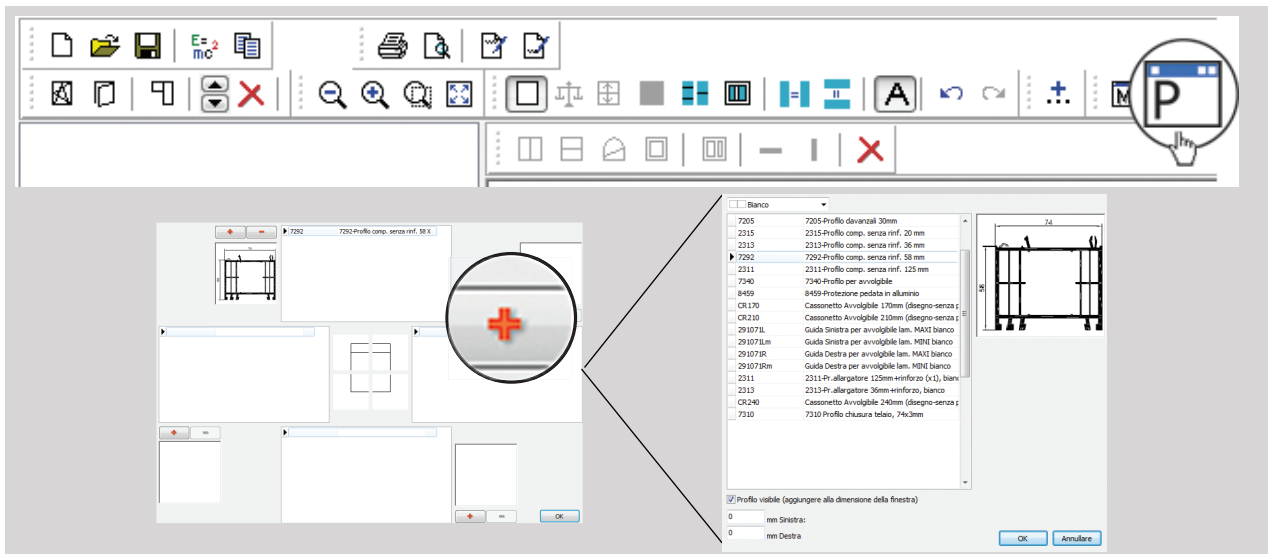 E=
mc²
A
M
P
7292 7292-Profilo comp. senza rinf. 58 X
OK
Bianco
7205 7205-Profilo davanzali 30mm
2315 2315-Profilo comp. senza rinf. 20 mm
2313 2313-Profilo comp. senza rinf. 36 mm
7292 7292-Profilo comp. senza rinf. 58 mm
2311 2311-Profilo comp. senza rinf. 125 mm
7340 7340-Profilo per avvolgibile
8459 8459-Protezione pedata in alluminio
CR170 Cassonetto Avvolgibile 170mm (disegno-senza p
CR210 Cassonetto Avvolgibile 210mm (disegno-senza p
291071L Guida Sinistra per avvolgibile lam. MAXI bianco
291071Lm Guida Sinistra per avvolgibile lam. MINI bianco
291071R Guida Destra per avvolgibile lam. MAXI bianco
291071Rm Guida Destra per avvolgibile lam. MINI bianco
2311 2311-Pr.allargatore 125mm+rinforzo (x1), bianc
2313 2313-Pr.allargatore 36mm+rinforzo, bianco
CR240 Cassonetto Avvolgibile 240mm (disegno-senza p
7310 7310 Profilo chiusura telaio, 74x3mm
74
58
Profilo visibile (aggiungere alla dimensione della finestra)
0 mm Sinistra:
0 mm Destra
OK Annullare